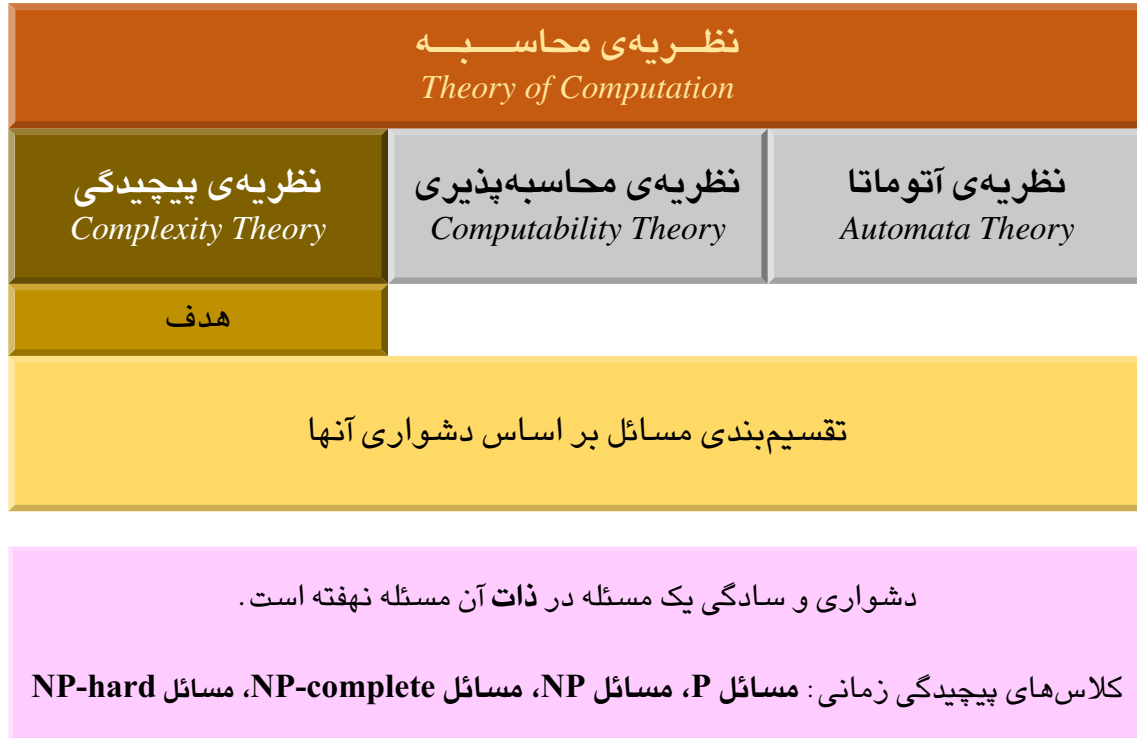 نظریه‌ی محاسبه
Theory of Computation
نظریه‌ی آتوماتا
Automata Theory
نظریه‌ی محاسبه‌پذیری
Computability Theory
نظریه‌ی پیچیدگی
Complexity Theory
هدف
تقسیم‌بندی مسائل بر اساس دشواری آنها
دشواری و سادگی یک مسئله در ذات آن مسئله نهفته است.
کلاس‌های پیچیدگی زمانی: مسائل P، مسائل NP، مسائل NP-complete، مسائل NP-hard